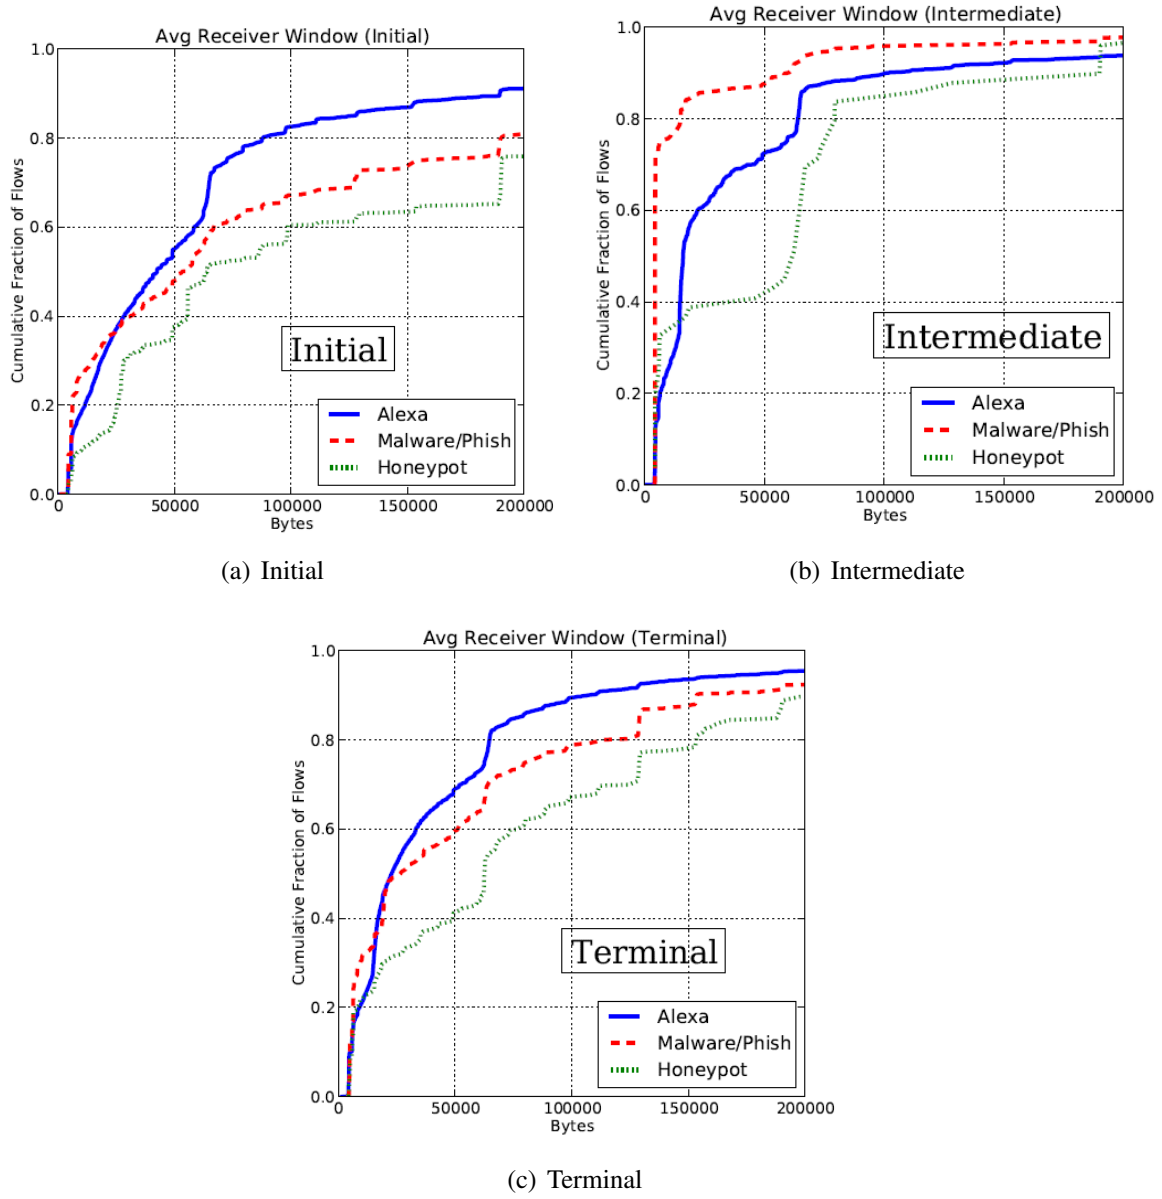 Avg Receiver Window (Initial)
Cumulative Fraction of Flows
1.0
0.8
0.6
0.4
0.2
0.0
0 50000 100000 150000 200000
Bytes
Initial
Alexa
Malware/Phish
Honeypot
(a) Initial
Avg Receiver Window (Intermediate)
Cumulative Fraction of Flows
1.0
0.8
0.6
0.4
0.2
0.0
0 50000 100000 150000 200000
Bytes
Intermediate
Alexa
Malware/Phish
Honeypot
(b) Intermediate
Avg Receiver Window (Terminal)
Cumulative Fraction of Flows
1.0
0.8
0.6
0.4
0.2
0.0
0 50000 100000 150000 200000
Bytes
Terminal
Alexa
Malware/Phish
Honeypot
(c) Terminal